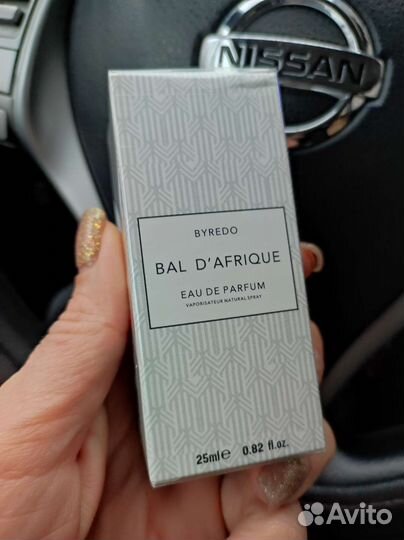 NISSAN
BYREDO
BAL D'AFRIQUE
EAU DE PARFUM
VAPORISATEUR NATURAL SPRAY
25ml℮ 0.82 fl.oz.
Avito